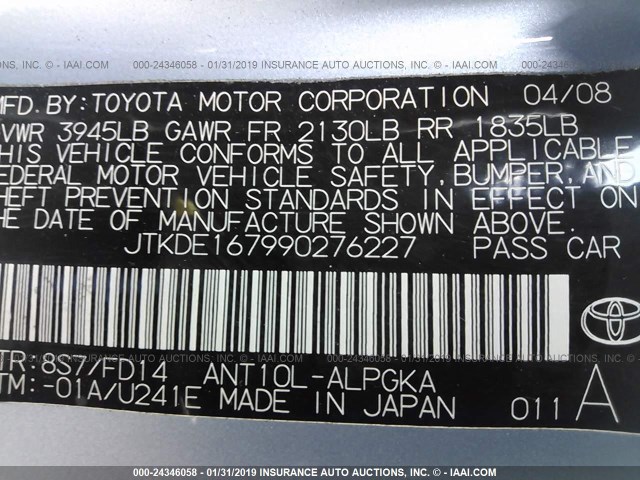 000-24346058 - 01/31/2019 INSURANCE AUTO AUCTIONS, INC. - © IAAI.COM
MFD. BY: TOYOTA MOTOR CORPORATION 04/08
VWR 3945LB GAWR FR 2130LB RR 1835LB
HIS VEHICLE CONFORMS TO ALL APPLICABLE
FEDERAL MOTOR VEHICLE SAFETY, BUMPER, AND
HEFT PREVENTION STANDARDS IN EFFECT ON
HE DATE OF MANUFACTURE SHOWN ABOVE.
JTKDE167990276227 PASS CAR
TR: 8S7/FD14 ANT10L-ALPGKA
TM: -01A/U241E MADE IN JAPAN 011 A
000-24346058 - 01/31/2019 INSURANCE AUTO AUCTIONS, INC. - © IAAI.COM